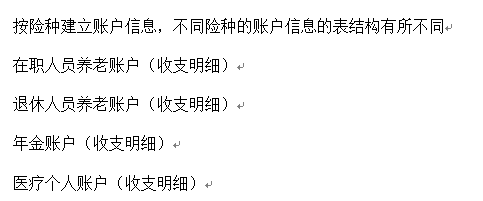 按险种建立账户信息，不同险种的账户信息的表结构有所不同
在职人员养老账户（收支明细）
退休人员养老账户（收支明细）
年金账户（收支明细）
医疗个人账户（收支明细）